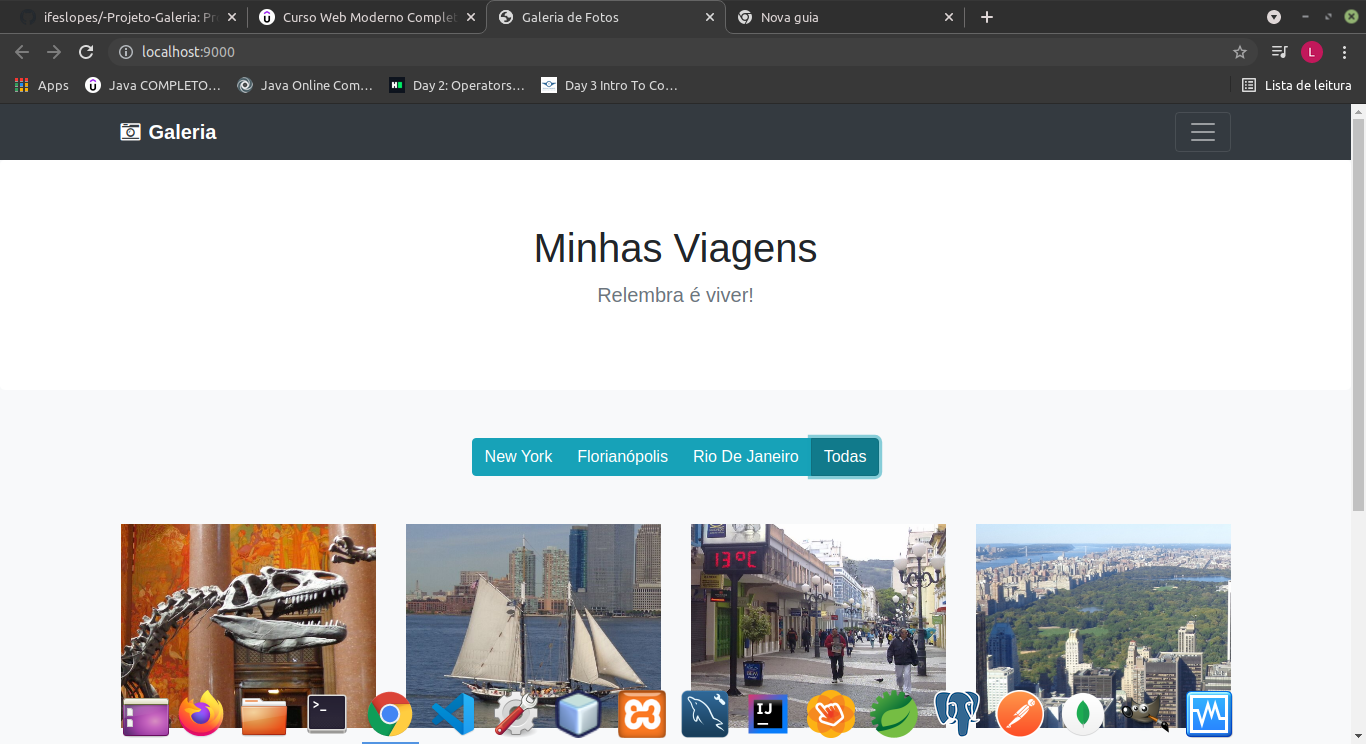 ifeslopes/-Projeto-Galeria: Pr
Curso Web Moderno Complet
Galeria de Fotos
Nova guia
localhost:9000
L
Apps
Java COMPLETO...
Java Online Com...
Day 2: Operators...
Day 3 Intro To Co...
Lista de leitura
Galeria
Minhas Viagens
Relembra é viver!
New York
Florianópolis
Rio De Janeiro
Todas
13°C
>_
IJ